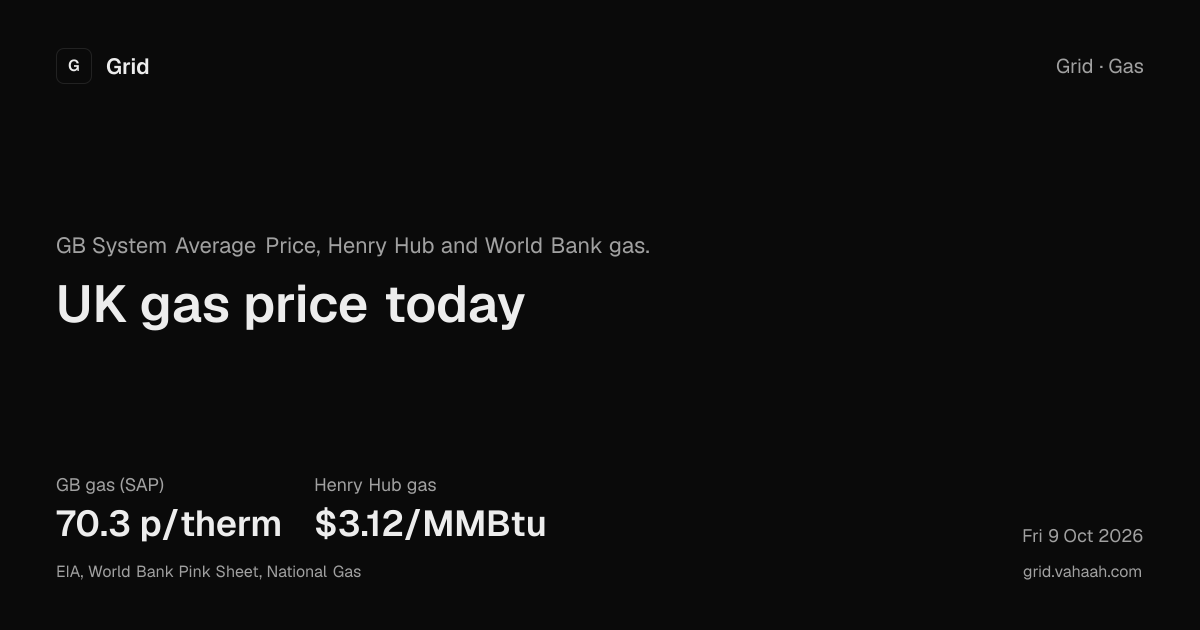 G
Grid
Grid · Gas
GB System Average Price, Henry Hub and World Bank gas.
UK gas price today
GB gas (SAP)
Henry Hub gas
70.3 p/therm
$3.12/MMBtu
Fri 9 Oct 2026
EIA, World Bank Pink Sheet, National Gas
grid.vahaah.com